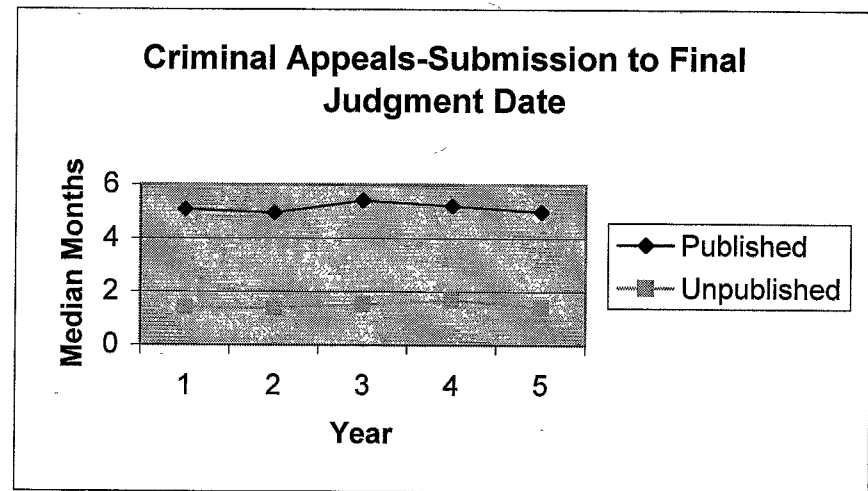 Criminal Appeals-Submission to Final
Judgment Date
Median Months
6
4
2
0
1 2 3 4 5
Year
Published
Unpublished